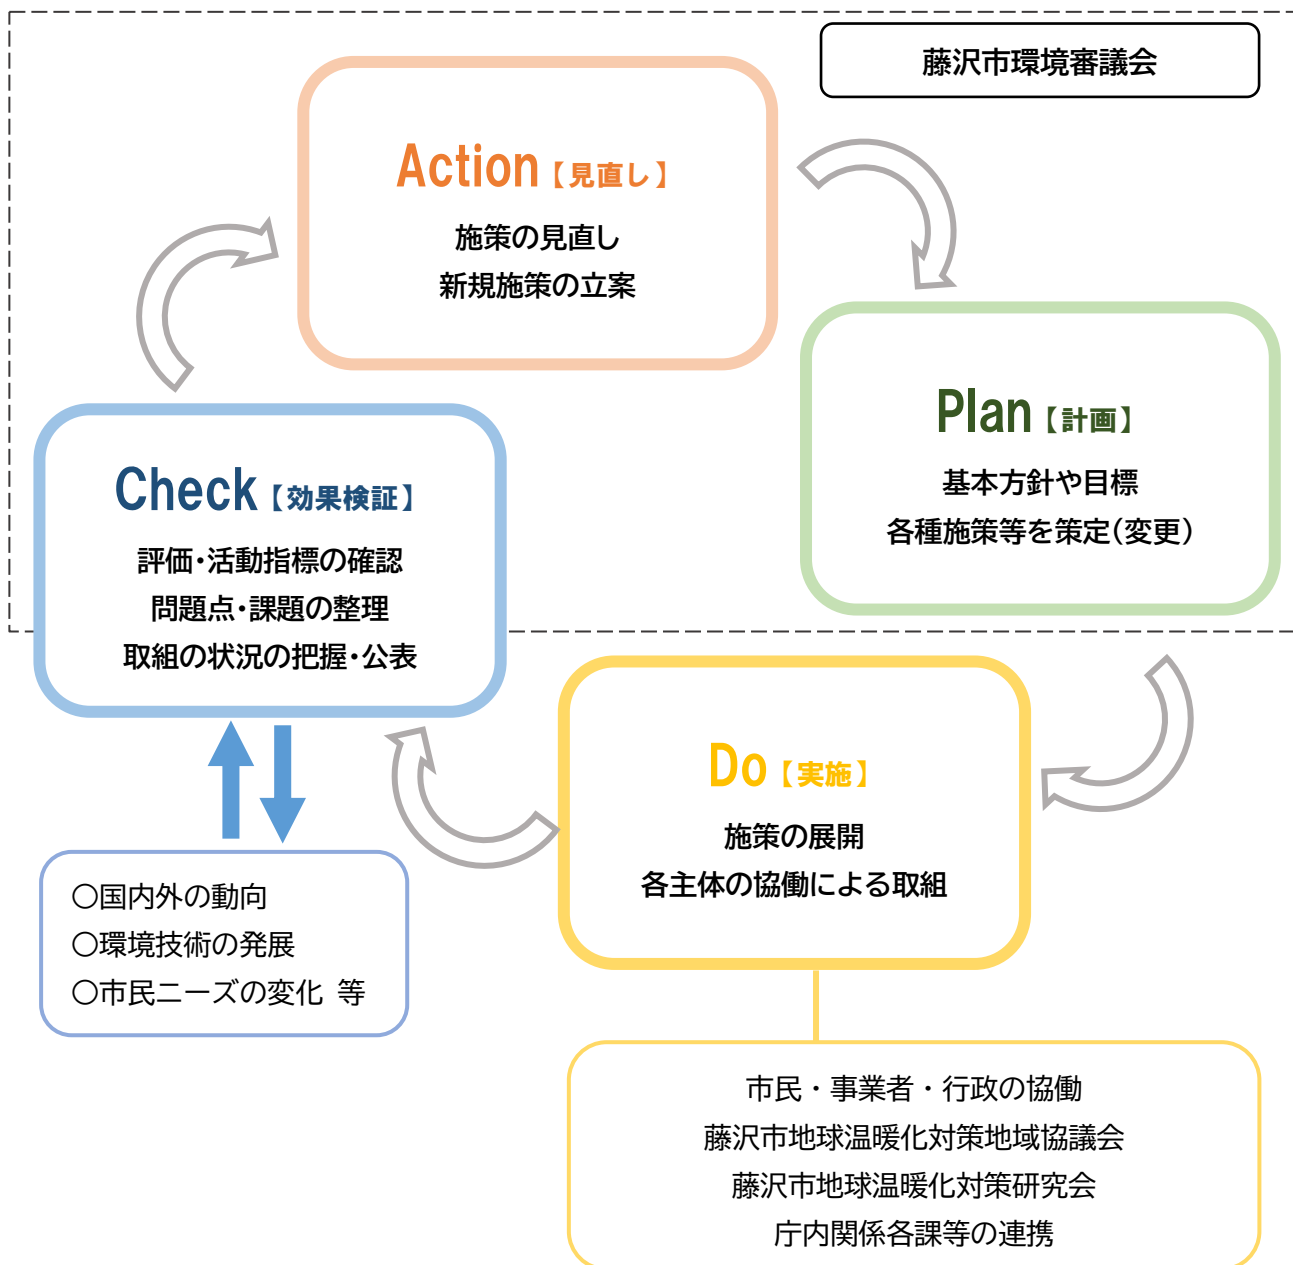 藤沢市環境審議会
Action【見直し】
施策の見直し
新規施策の立案
Plan【計画】
基本方針や目標
各種施策等を策定(変更)
Check【効果検証】
評価・活動指標の確認
問題点・課題の整理
取組の状況の把握・公表
Do【実施】
施策の展開
各主体の協働による取組
〇国内外の動向
〇環境技術の発展
〇市民ニーズの変化 等
市民・事業者・行政の協働
藤沢市地球温暖化対策地域協議会
藤沢市地球温暖化対策研究会
庁内関係各課等の連携